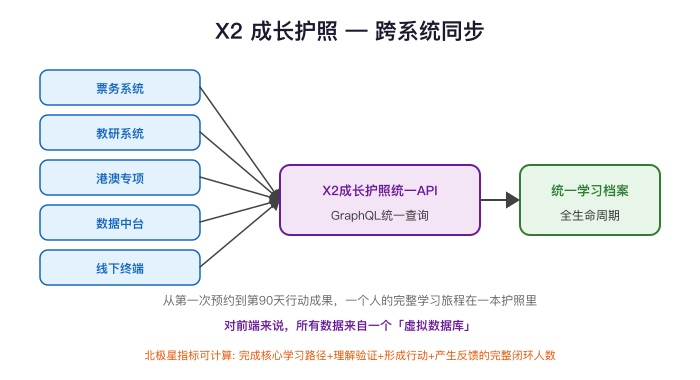 X2 成长护照 — 跨系统同步
票务系统
教研系统
港澳专项
数据中台
线下终端
X2成长护照统一API
GraphQL统一查询
统一学习档案
全生命周期
从第一次预约到第90天行动成果，一个人的完整学习旅程在一本护照里
对前端来说，所有数据来自一个「虚拟数据库」
北极星指标可计算: 完成核心学习路径+理解验证+形成行动+产生反馈的完整闭环人数